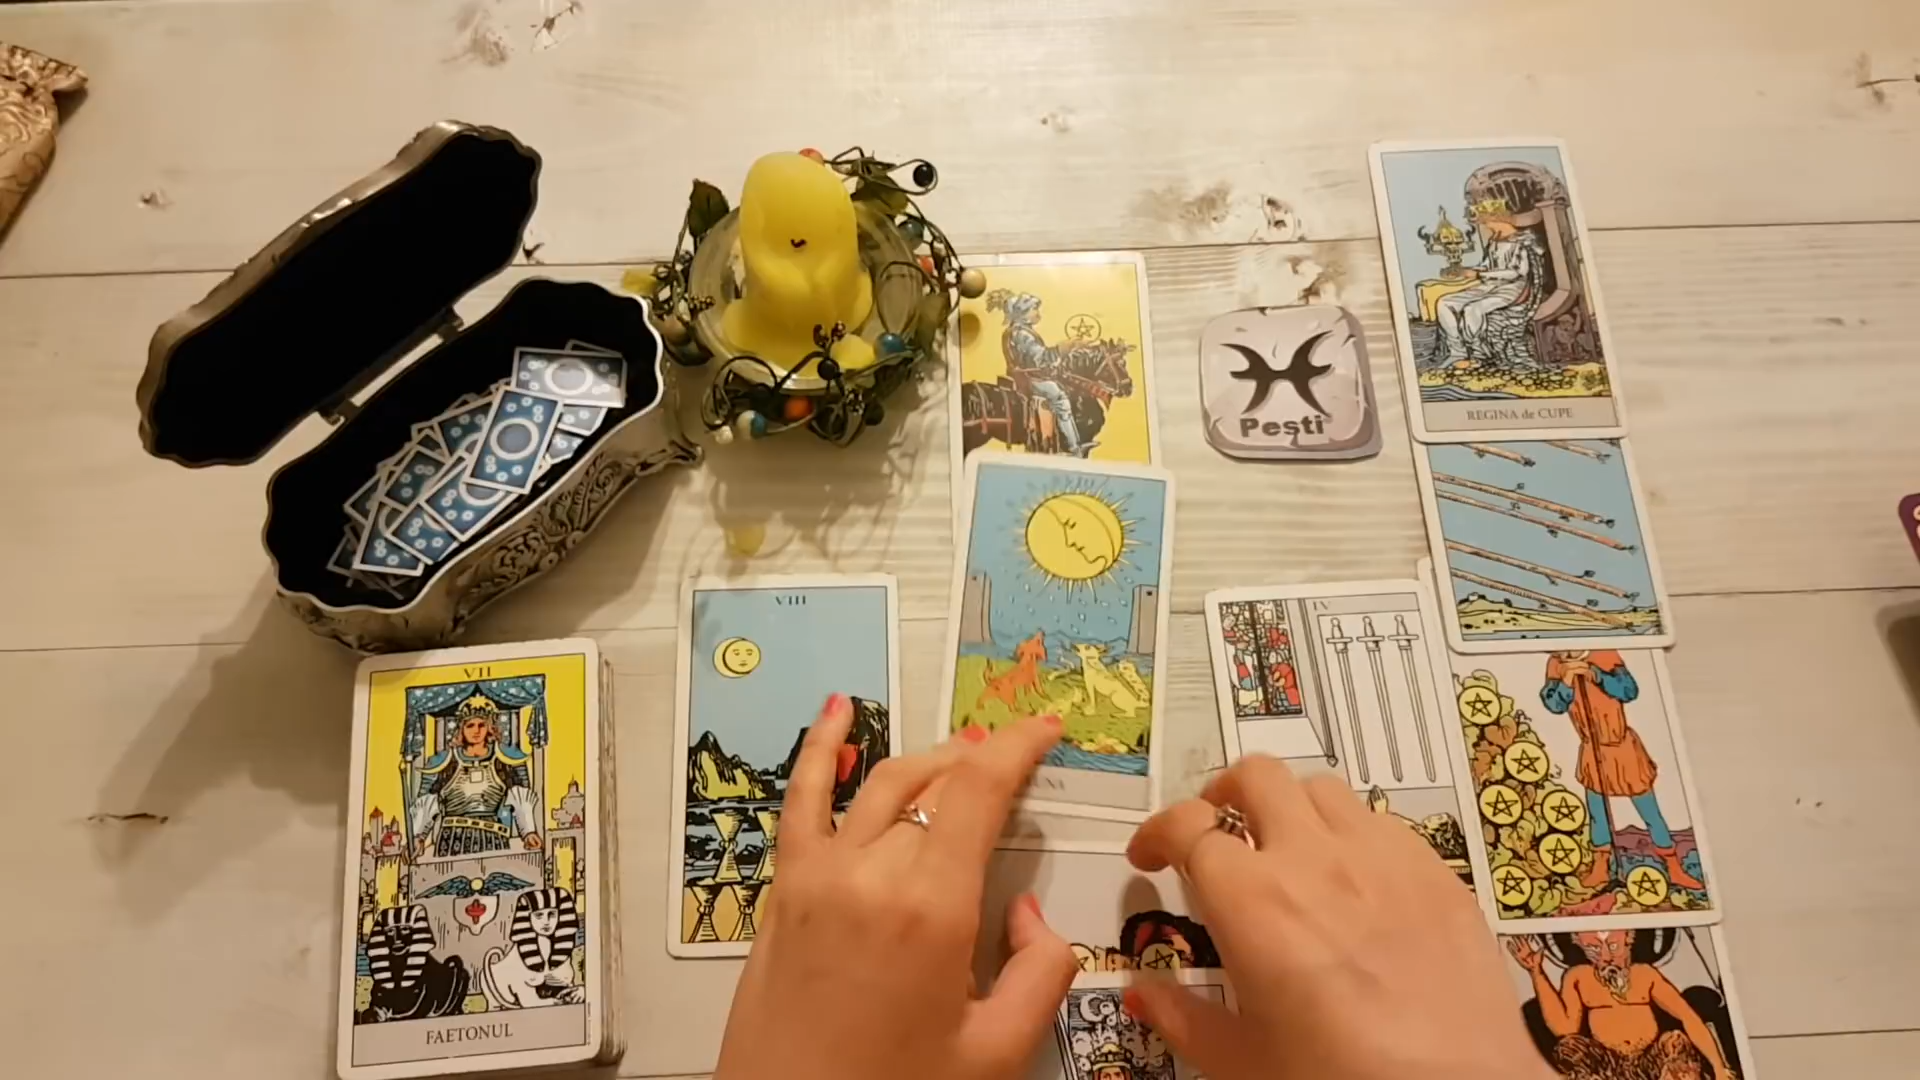 Pești
REGINA de CUPE
VIII
IV
VII
FAETONUL